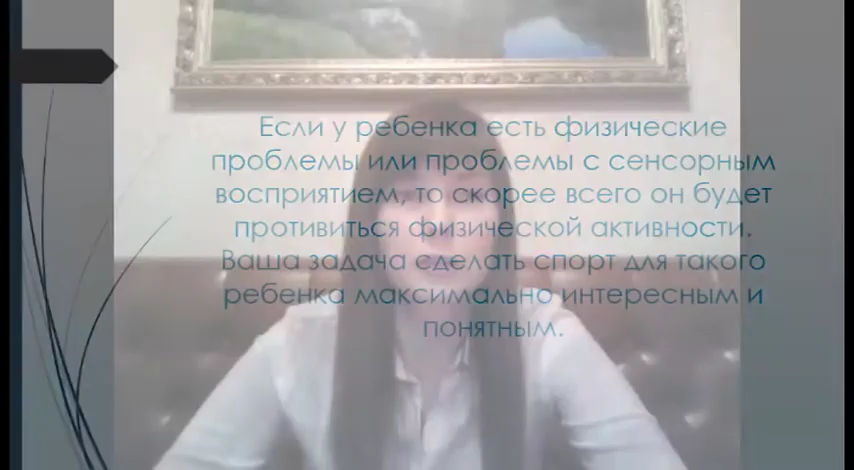 Если у ребенка есть физические
проблемы или проблемы с сенсорным
восприятием, то скорее всего он будет
противиться физической активности.
Ваша задача сделать спорт для такого
ребенка максимально интересным и
понятным.